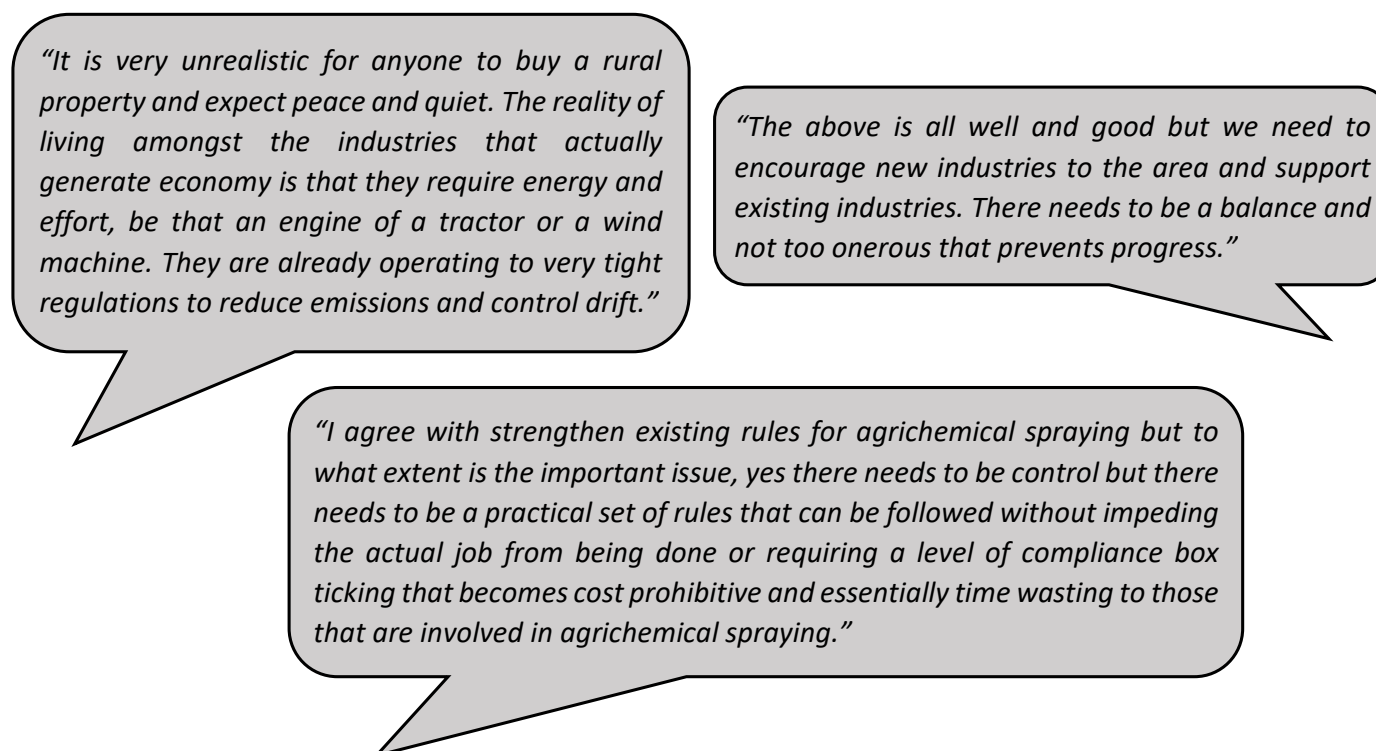 “It is very unrealistic for anyone to buy a rural
property and expect peace and quiet. The reality of
living amongst the industries that actually
generate economy is that they require energy and
effort, be that an engine of a tractor or a wind
machine. They are already operating to very tight
regulations to reduce emissions and control drift.”
“The above is all well and good but we need to
encourage new industries to the area and support
existing industries. There needs to be a balance and
not too onerous that prevents progress.”
“I agree with strengthen existing rules for agrichemical spraying but to
what extent is the important issue, yes there needs to be control but there
needs to be a practical set of rules that can be followed without impeding
the actual job from being done or requiring a level of compliance box
ticking that becomes cost prohibitive and essentially time wasting to those
that are involved in agrichemical spraying.”